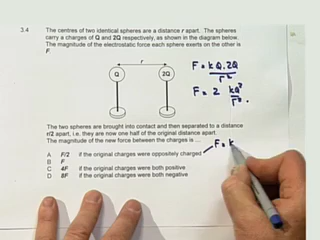 3.4 The centres of two identical spheres are a distance r apart. The spheres
carry a charges of Q and 2Q respectively, as shown in the diagram below.
The magnitude of the electrostatic force each sphere exerts on the other is
F.
r
Q 2Q
F = kQ.2Q
r²
F = 2 kQ²
r²
The two spheres are brought into contact and then separated to a distance
r/2 apart, i.e. they are now one half of the original distance apart.
The magnitude of the new force between the charges is ...
A F/2 if the original charges were oppositely charged
B F
C 4F if the original charges were both positive
D 8F if the original charges were both negative
F = k